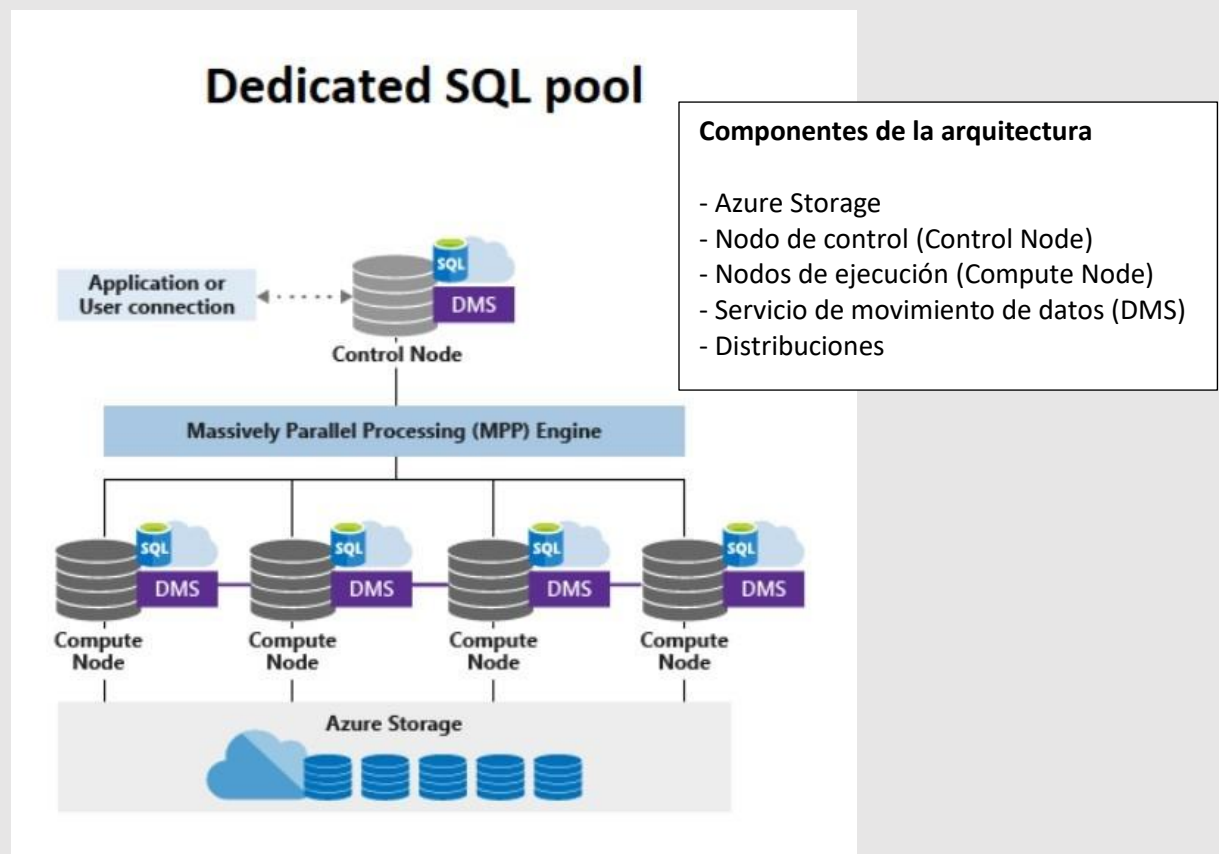 Dedicated SQL pool
Componentes de la arquitectura
- Azure Storage
- Nodo de control (Control Node)
- Nodos de ejecución (Compute Node)
- Servicio de movimiento de datos (DMS)
- Distribuciones
SQL
Application or
User connection
DMS
Control Node
Massively Parallel Processing (MPP) Engine
SQL
DMS
SQL
DMS
SQL
DMS
SQL
DMS
Compute
Node
Compute
Node
Compute
Node
Compute
Node
Azure Storage